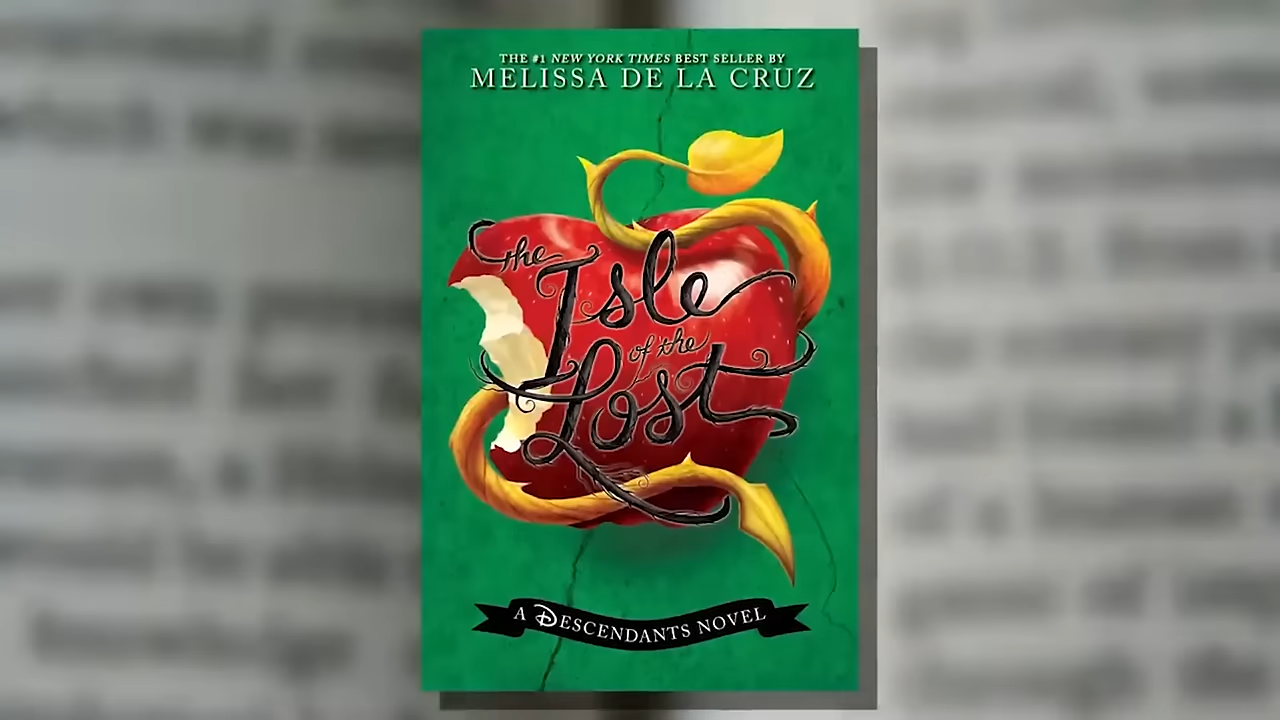 THE #1 NEW YORK TIMES BEST SELLER BY
MELISSA DE LA CRUZ
The
Isle
of the
Lost
A DESCENDANTS NOVEL